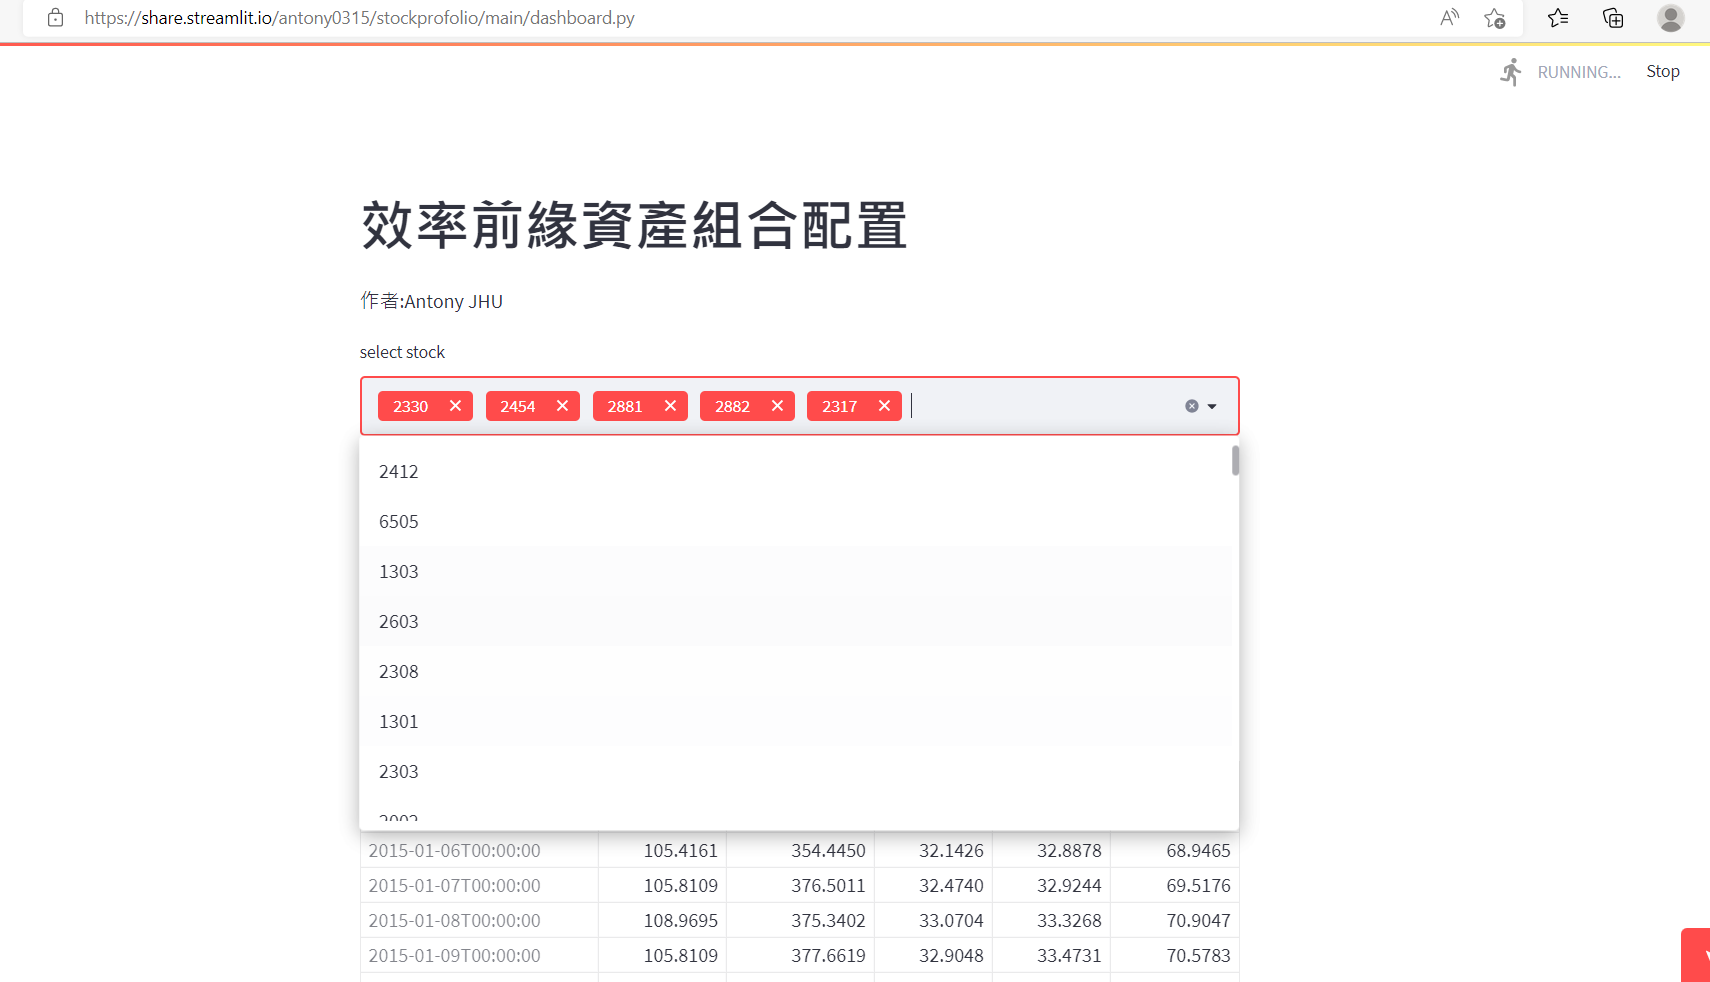 https://share.streamlit.io/antony0315/stockprofolio/main/dashboard.py
RUNNING... Stop
效率前緣資產組合配置
作者:Antony JHU
select stock
2330 2454 2881 2882 2317
2412
6505
1303
2603
2308
1301
2303
2015-01-06T00:00:00 105.4161 354.4450 32.1426 32.8878 68.9465
2015-01-07T00:00:00 105.8109 376.5011 32.4740 32.9244 69.5176
2015-01-08T00:00:00 108.9695 375.3402 33.0704 33.3268 70.9047
2015-01-09T00:00:00 105.8109 377.6619 32.9048 33.4731 70.5783